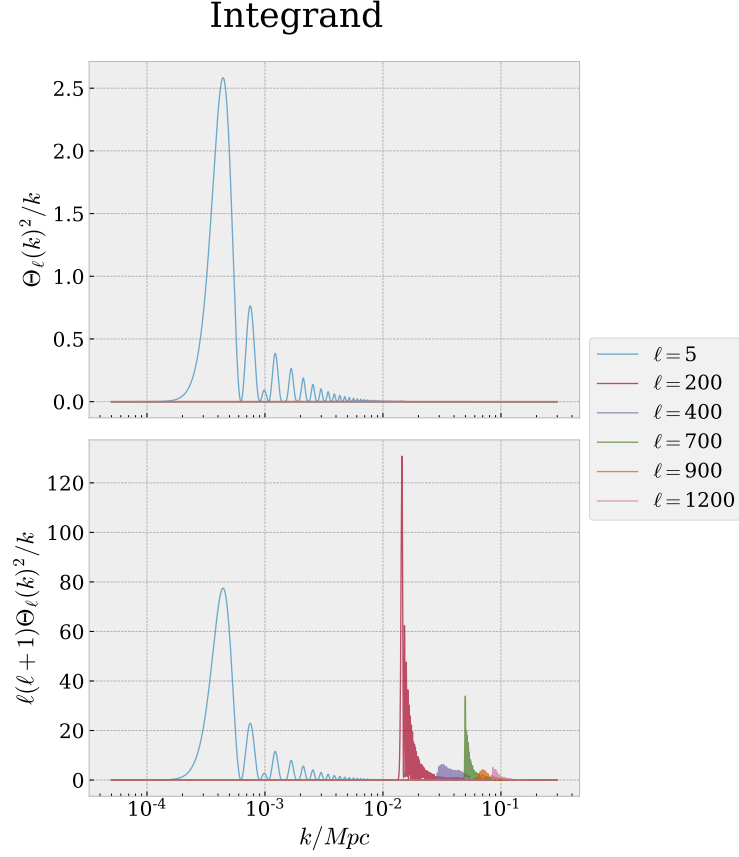 Integrand
2.5
2.0
1.5
1.0
0.5
0.0
Θℓ(k)²/k
120
100
80
60
40
20
0
ℓ(ℓ + 1)Θℓ(k)²/k
10⁻⁴ 10⁻³ 10⁻² 10⁻¹
k/Mpc
ℓ = 5
ℓ = 200
ℓ = 400
ℓ = 700
ℓ = 900
ℓ = 1200